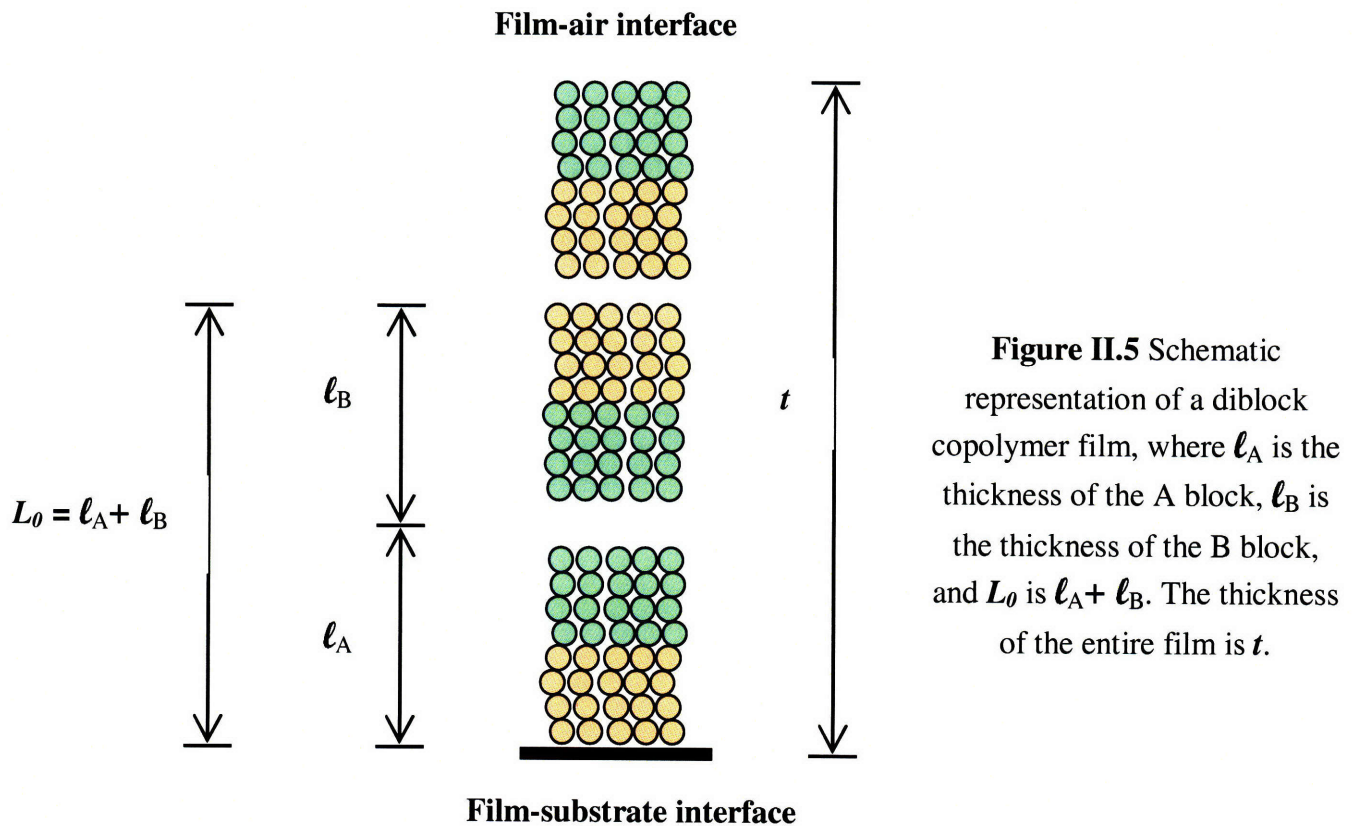 Film-air interface
ℓB
t
L0 = ℓA+ ℓB
ℓA
Film-substrate interface
Figure II.5 Schematic
representation of a diblock
copolymer film, where ℓA is the
thickness of the A block, ℓB is
the thickness of the B block,
and L0 is ℓA+ ℓB. The thickness
of the entire film is t.